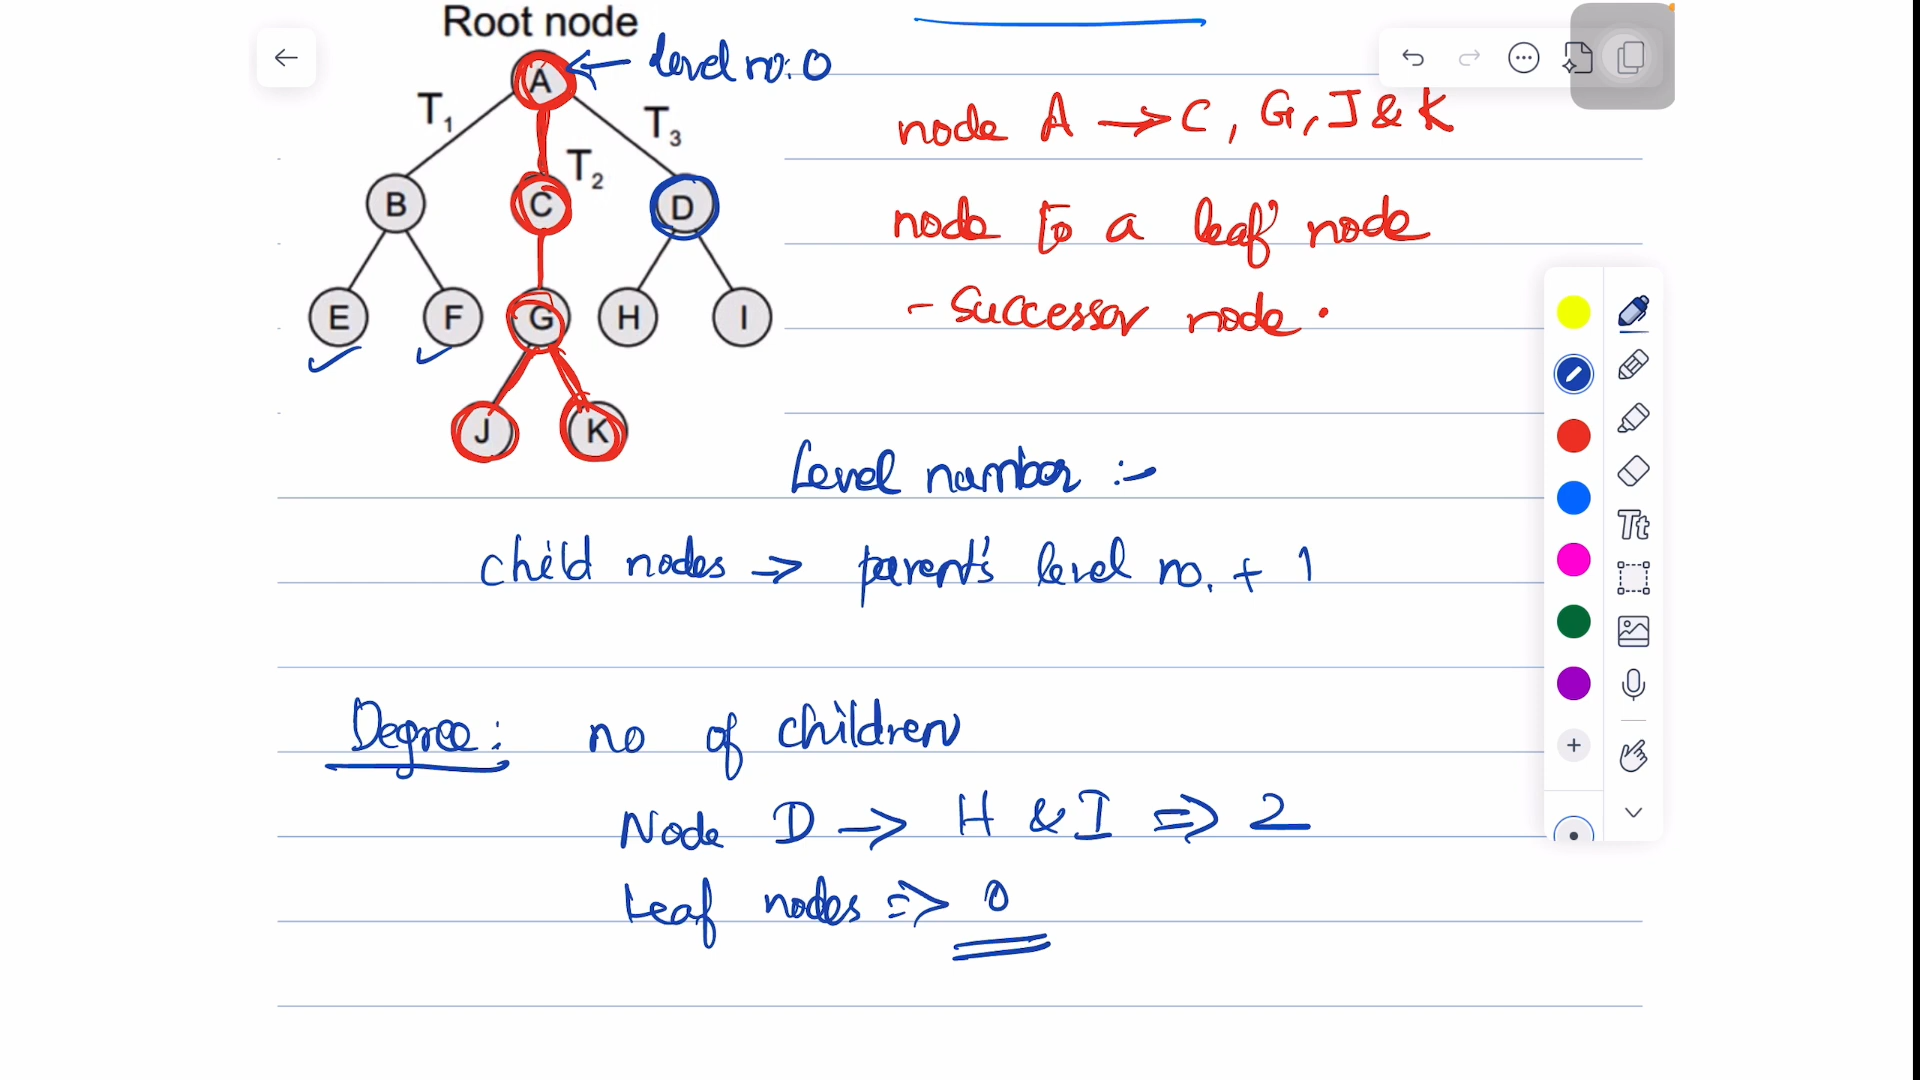 Root node
A
level no. 0
T1
T2
T3
B
C
D
E
F
G
H
I
J
K
node A → C, G, J & K
node to a leaf node
- Successor node.
Level number :-
child nodes → parent's level no. + 1
Degree: no of children
Node D → H & I ⇒ 2
Leaf nodes ⇒ 0
Tt